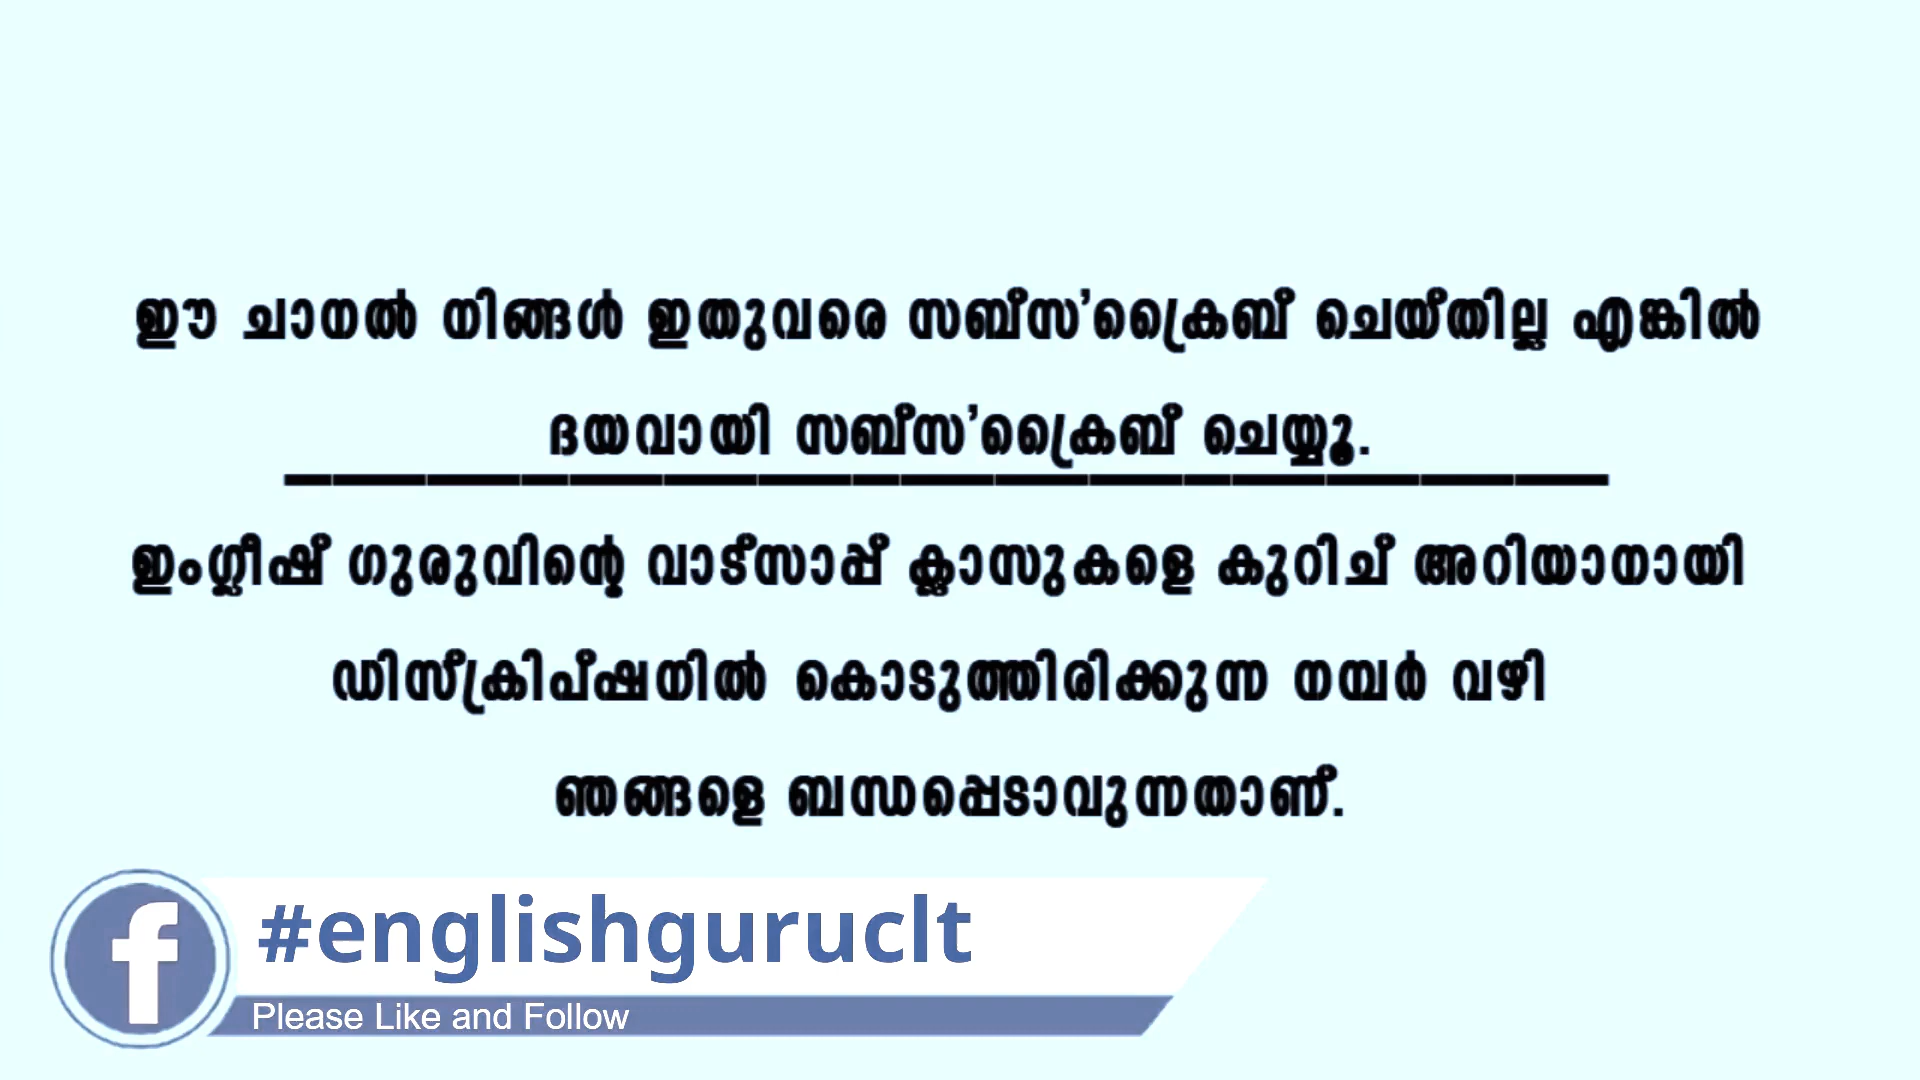 ഈ ചാനൽ നിങ്ങൾ ഇതുവരെ സബ്സ്ക്രൈബ് ചെയ്തില്ല എങ്കിൽ
ദയവായി സബ്സ്ക്രൈബ് ചെയ്യൂ.
ഇംഗ്ലീഷ് ഗുരുവിന്റെ വാട്സാപ്പ് ക്ലാസുകളെ കുറിച് അറിയാനായി
ഡിസ്ക്രിപ്ഷനിൽ കൊടുത്തിരിക്കുന്ന നമ്പർ വഴി
ഞങ്ങളെ ബന്ധപ്പെടാവുന്നതാണ്.
#englishguruclt
Please Like and Follow